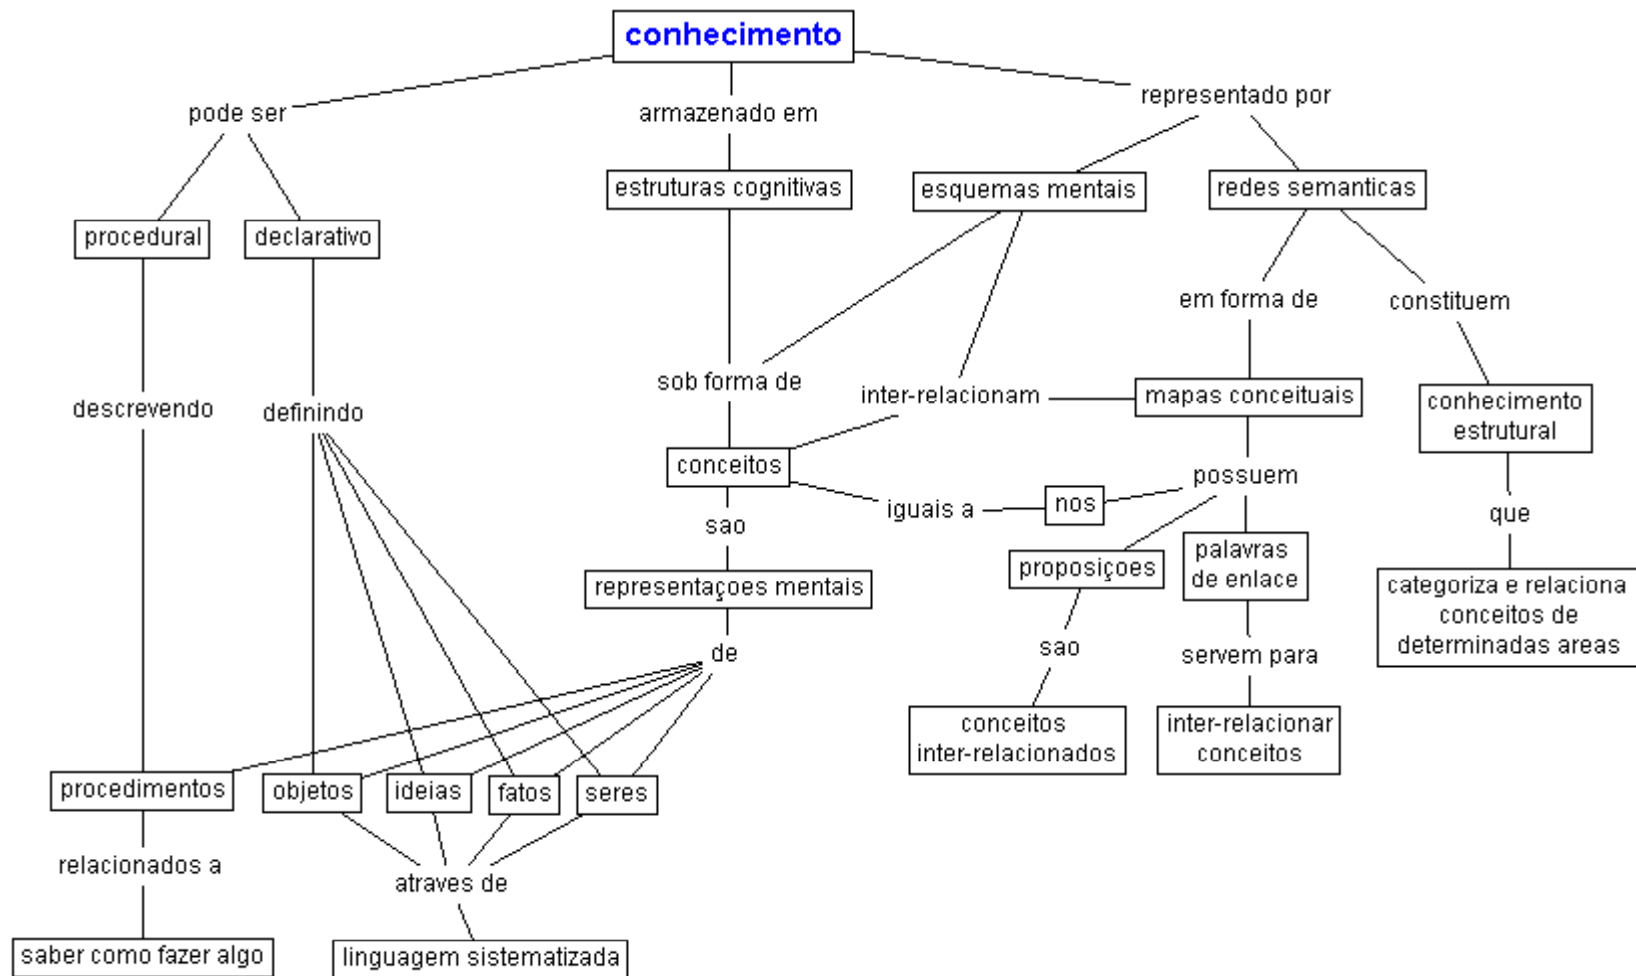 conhecimento
pode ser
armazenado em
representado por
estruturas cognitivas
esquemas mentais
redes semanticas
procedural
declarativo
em forma de
constituem
sob forma de
inter-relacionam
mapas conceituais
descrevendo
definindo
conhecimento
estrutural
conceitos
possuem
iguais a
nos
que
sao
palavras
de enlace
proposiçoes
representaçoes mentais
categoriza e relaciona
conceitos de
determinadas areas
de
sao
servem para
conceitos
inter-relacionados
inter-relacionar
conceitos
procedimentos
objetos
ideias
fatos
seres
relacionados a
atraves de
saber como fazer algo
linguagem sistematizada